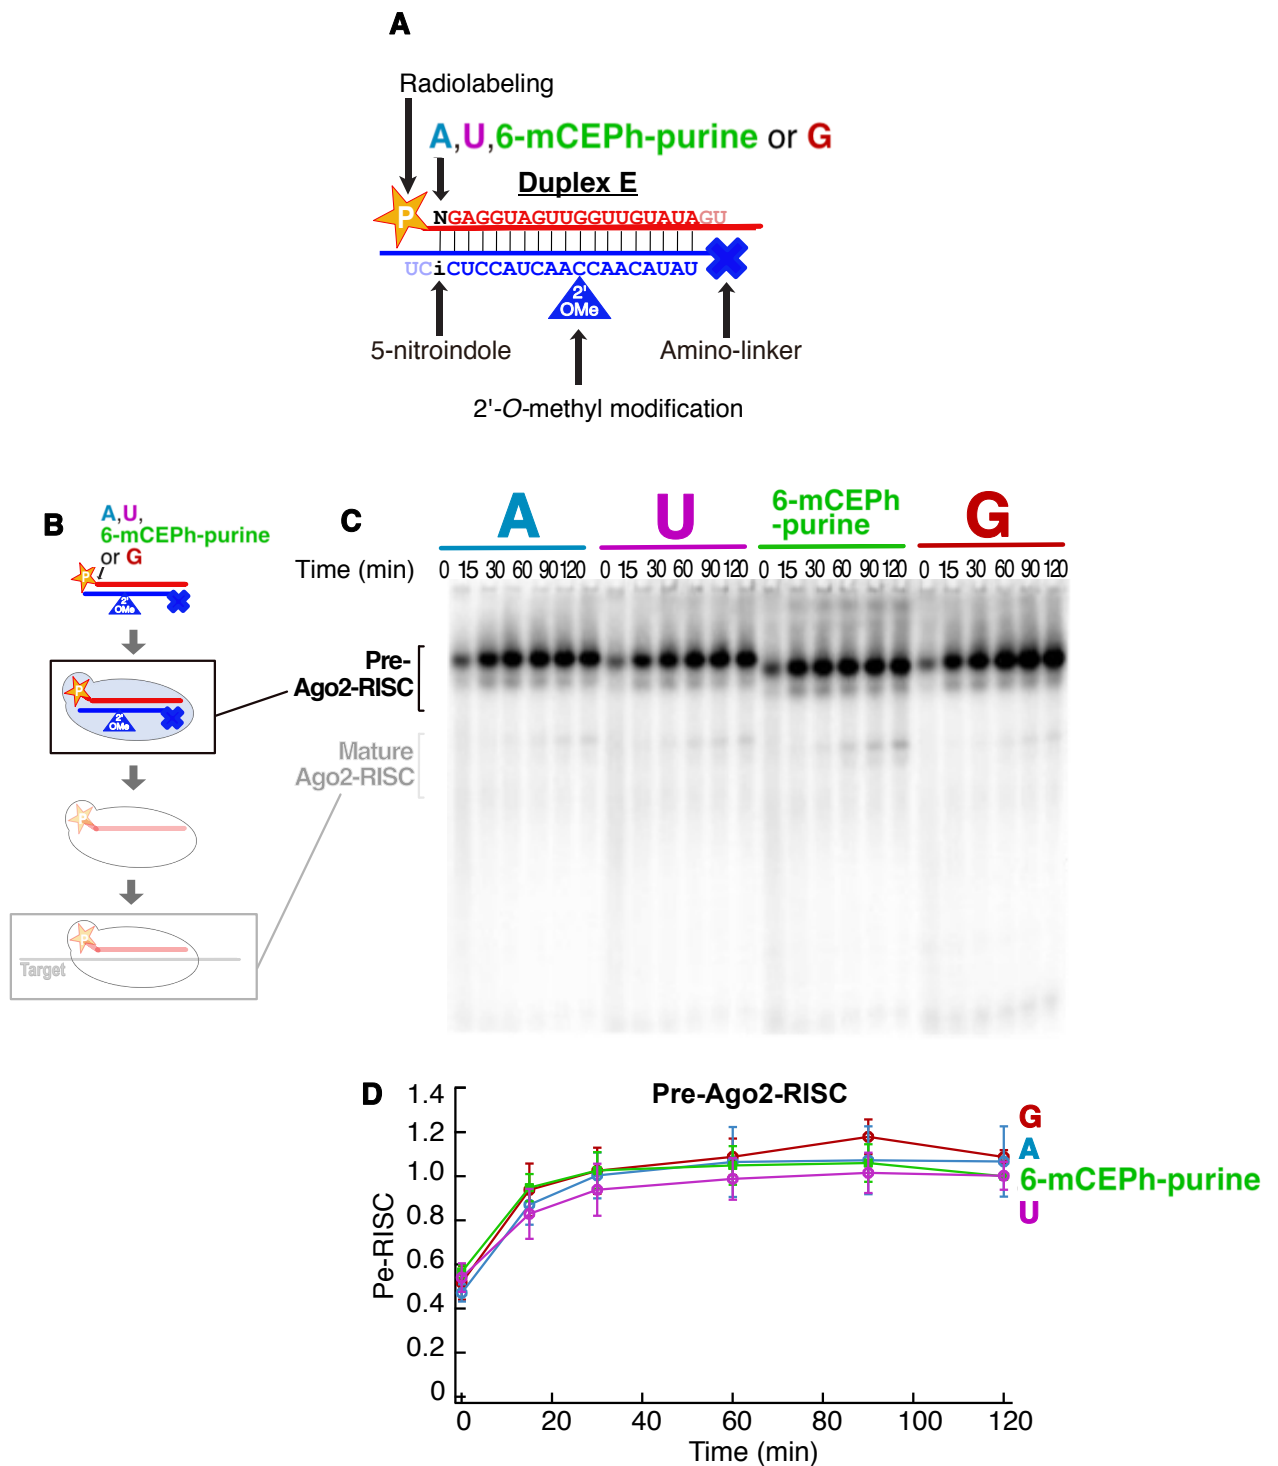 A
Radiolabeling
A,U,6-mCEPh-purine or G
Duplex E
P
NGAGGUAGUUGGUUGUAUAGU
UCiCUCCAUCAACCAACAUAU
2'
OMe
5-nitroindole
Amino-linker
2'-O-methyl modification
B
A,U,
6-mCEPh-purine
or G
P
2'
OMe
P
2'
OMe
P
P
Target
C
A
U
6-mCEPh
-purine
G
Time (min)
0 15 30 60 90 120 0 15 30 60 90 120 0 15 30 60 90 120 0 15 30 60 90 120
Pre-
Ago2-RISC
Mature
Ago2-RISC
D
Pre-Ago2-RISC
1.4
1.2
1.0
0.8
0.6
0.4
0.2
0
Pe-RISC
0 20 40 60 80 100 120
Time (min)
G
A
6-mCEPh-purine
U